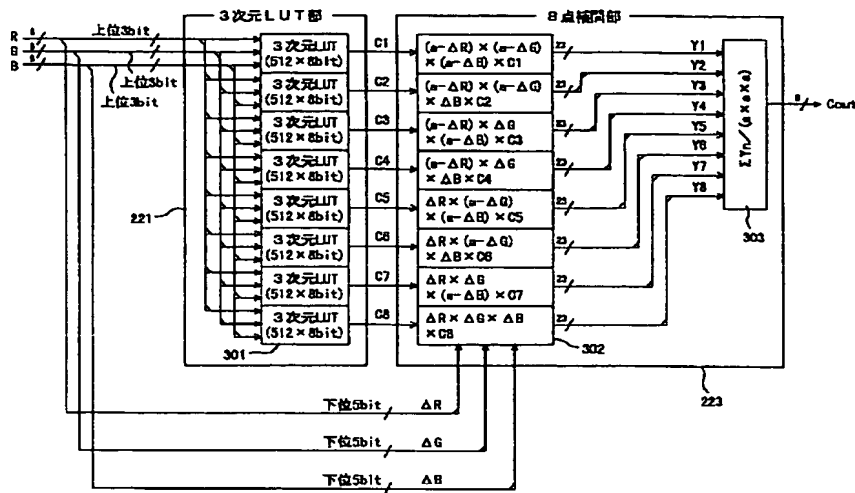 3次元LUT部
8点補間部
R 8 上位3bit
G 8 上位3bit
B 8 上位3bit
3次元LUT
(512×8bit)
C1
(a-ΔR)×(a-ΔG)
×(a-ΔB)×C1
23
Y1
3次元LUT
(512×8bit)
C2
(a-ΔR)×(a-ΔG)
×ΔB×C2
23
Y2
3次元LUT
(512×8bit)
C3
(a-ΔR)×ΔG
×(a-ΔB)×C3
23
Y3
3次元LUT
(512×8bit)
C4
(a-ΔR)×ΔG
×ΔB×C4
23
Y4
3次元LUT
(512×8bit)
C5
ΔR×(a-ΔG)
×(a-ΔB)×C5
23
Y5
3次元LUT
(512×8bit)
C6
ΔR×(a-ΔG)
×ΔB×C6
23
Y6
3次元LUT
(512×8bit)
C7
ΔR×ΔG
×(a-ΔB)×C7
23
Y7
3次元LUT
(512×8bit)
C8
ΔR×ΔG×ΔB
×C8
23
Y8
ΣYn/(a×a×a)
8
Cout
221
301
302
303
223
下位5bit ΔR
下位5bit ΔG
下位5bit ΔB